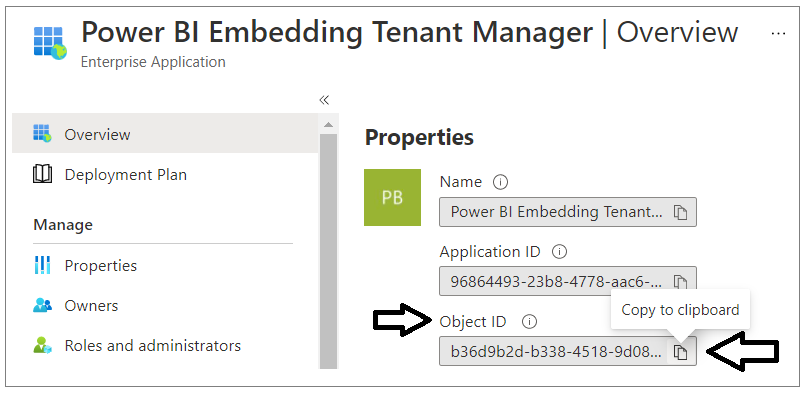 Power BI Embedding Tenant Manager | Overview
Enterprise Application
Overview
Deployment Plan
Manage
Properties
Owners
Roles and administrators
Properties
PB
Name
Power BI Embedding Tenant...
Application ID
96864493-23b8-4778-aac6-...
Copy to clipboard
Object ID
b36d9b2d-b338-4518-9d08...